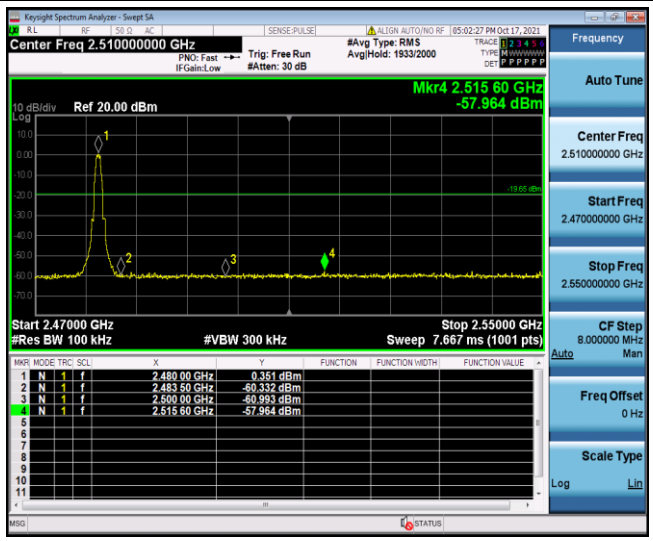 Keysight Spectrum Analyzer - Swept SA
RL RF 50 Ω AC SENSE:PULSE ALIGN AUTO/NO RF 05:02:27 PM Oct 17, 2021
Center Freq 2.510000000 GHz #Avg Type: RMS TRACE 1 2 3 4 5 6
PNO: Fast Trig: Free Run Avg|Hold: 1933/2000 TYPE M W W W W W
IFGain:Low #Atten: 30 dB DET P P P P P P
Mkr4 2.515 60 GHz
10 dB/div Ref 20.00 dBm -57.964 dBm
Log
10.0
0.00
-10.0
-20.0
-30.0
-40.0
-50.0
-60.0
-70.0
1
2
3
4
-19.65 dBm
Start 2.47000 GHz Stop 2.55000 GHz
#Res BW 100 kHz #VBW 300 kHz Sweep 7.667 ms (1001 pts)
MKR MODE TRC SCL X Y FUNCTION FUNCTION WIDTH FUNCTION VALUE
1 N 1 f 2.480 00 GHz 0.351 dBm
2 N 1 f 2.483 50 GHz -60.332 dBm
3 N 1 f 2.500 00 GHz -60.993 dBm
4 N 1 f 2.515 60 GHz -57.964 dBm
5
6
7
8
9
10
11
MSG STATUS
Frequency
Auto Tune
Center Freq
2.510000000 GHz
Start Freq
2.470000000 GHz
Stop Freq
2.550000000 GHz
CF Step
8.000000 MHz
Auto Man
Freq Offset
0 Hz
Scale Type
Log Lin